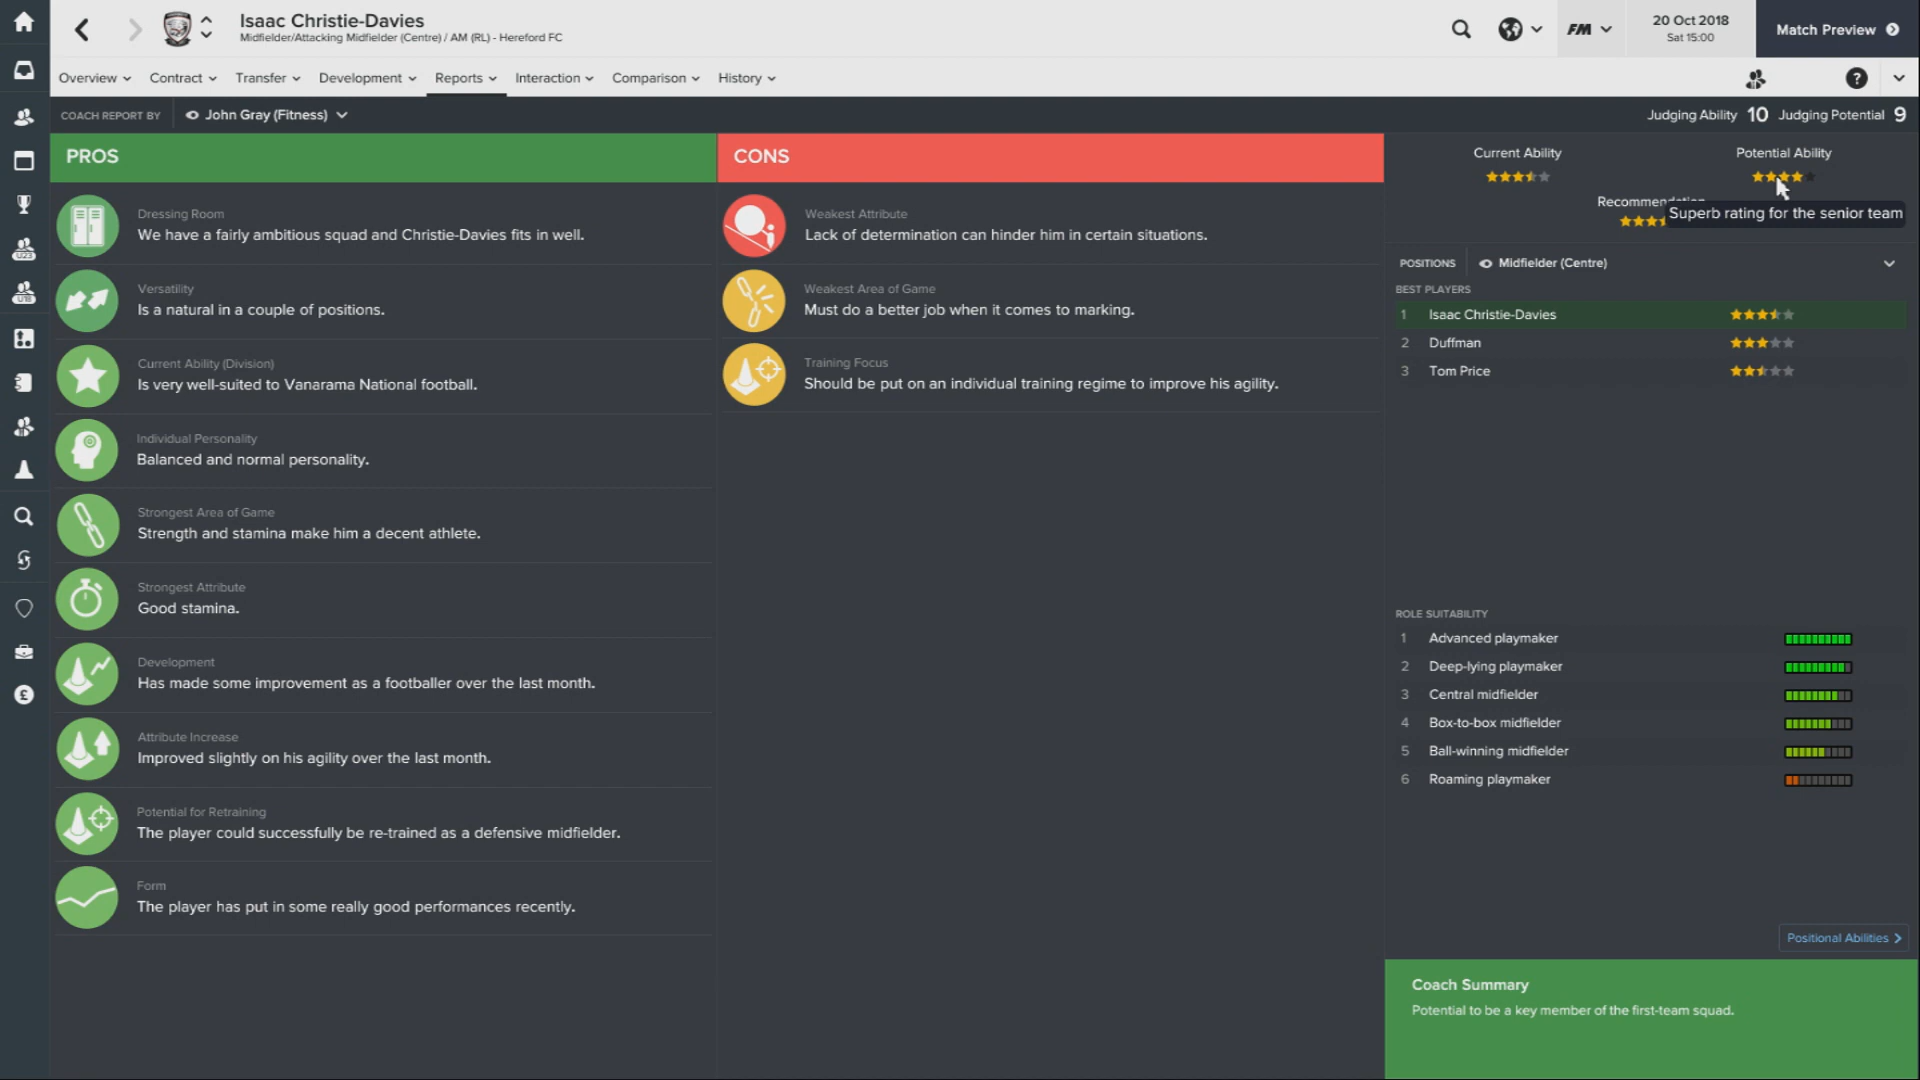 Isaac Christie-Davies
Midfielder/Attacking Midfielder (Centre) / AM (RL) - Hereford FC
FM
20 Oct 2018
Sat 15:00
Match Preview
Overview
Contract
Transfer
Development
Reports
Interaction
Comparison
History
?
COACH REPORT BY
John Gray (Fitness)
Judging Ability 10
Judging Potential 9
PROS
Dressing Room
We have a fairly ambitious squad and Christie-Davies fits in well.
Versatility
Is a natural in a couple of positions.
Current Ability (Division)
Is very well-suited to Vanarama National football.
Individual Personality
Balanced and normal personality.
Strongest Area of Game
Strength and stamina make him a decent athlete.
Strongest Attribute
Good stamina.
Development
Has made some improvement as a footballer over the last month.
Attribute Increase
Improved slightly on his agility over the last month.
Potential for Retraining
The player could successfully be re-trained as a defensive midfielder.
Form
The player has put in some really good performances recently.
CONS
Weakest Attribute
Lack of determination can hinder him in certain situations.
Weakest Area of Game
Must do a better job when it comes to marking.
Training Focus
Should be put on an individual training regime to improve his agility.
Current Ability
Potential Ability
Recommendation
Superb rating for the senior team
POSITIONS
Midfielder (Centre)
BEST PLAYERS
1 Isaac Christie-Davies
2 Duffman
3 Tom Price
ROLE SUITABILITY
1 Advanced playmaker
2 Deep-lying playmaker
3 Central midfielder
4 Box-to-box midfielder
5 Ball-winning midfielder
6 Roaming playmaker
Positional Abilities
Coach Summary
Potential to be a key member of the first-team squad.
U23
U18
£